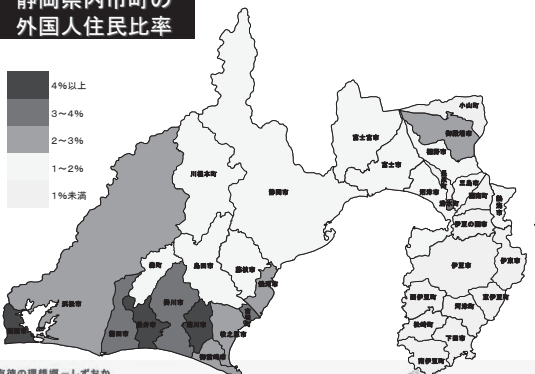 静岡県内市町の
外国人住民比率
4%以上
3〜4%
2〜3%
1〜2%
1%未満
小山町
御殿場市
裾野市
富士宮市
富士市
沼津市
三島市
函南町
熱海市
伊豆の国市
川根本町
静岡市
伊豆市
伊東市
森町
島田市
藤枝市
焼津市
浜松市
掛川市
菊川市
磐田市
袋井市
牧之原市
御前崎市
西伊豆町
東伊豆町
河津町
松崎町
下田市
南伊豆町